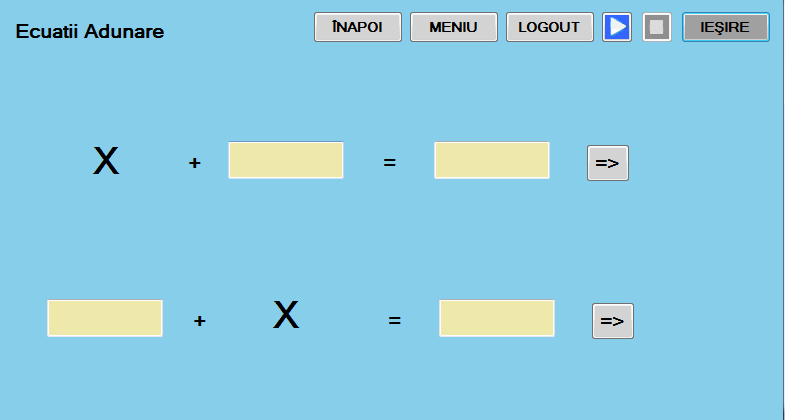 Ecuatii Adunare
ÎNAPOI MENIU LOGOUT IEŞIRE
X + = =>
+ X = =>